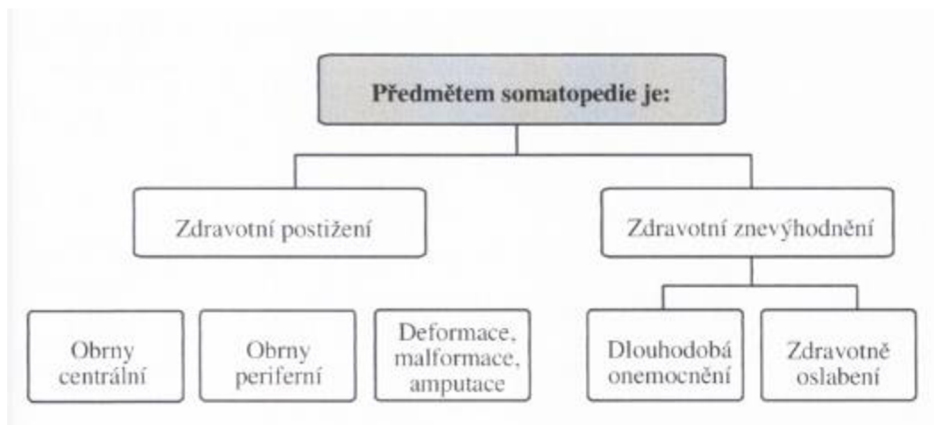 Předmětem somatopedie je:
Zdravotní postižení
Zdravotní znevýhodnění
Obrny
centrální
Obrny
periferní
Deformace,
malformace,
amputace
Dlouhodobá
onemocnění
Zdravotně
oslabení